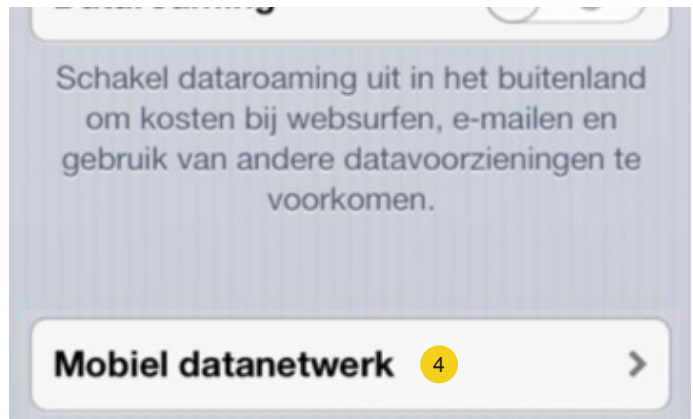 Dataroaming
Schakel dataroaming uit in het buitenland
om kosten bij websurfen, e-mailen en
gebruik van andere datavoorzieningen te
voorkomen.
Mobiel datanetwerk 4